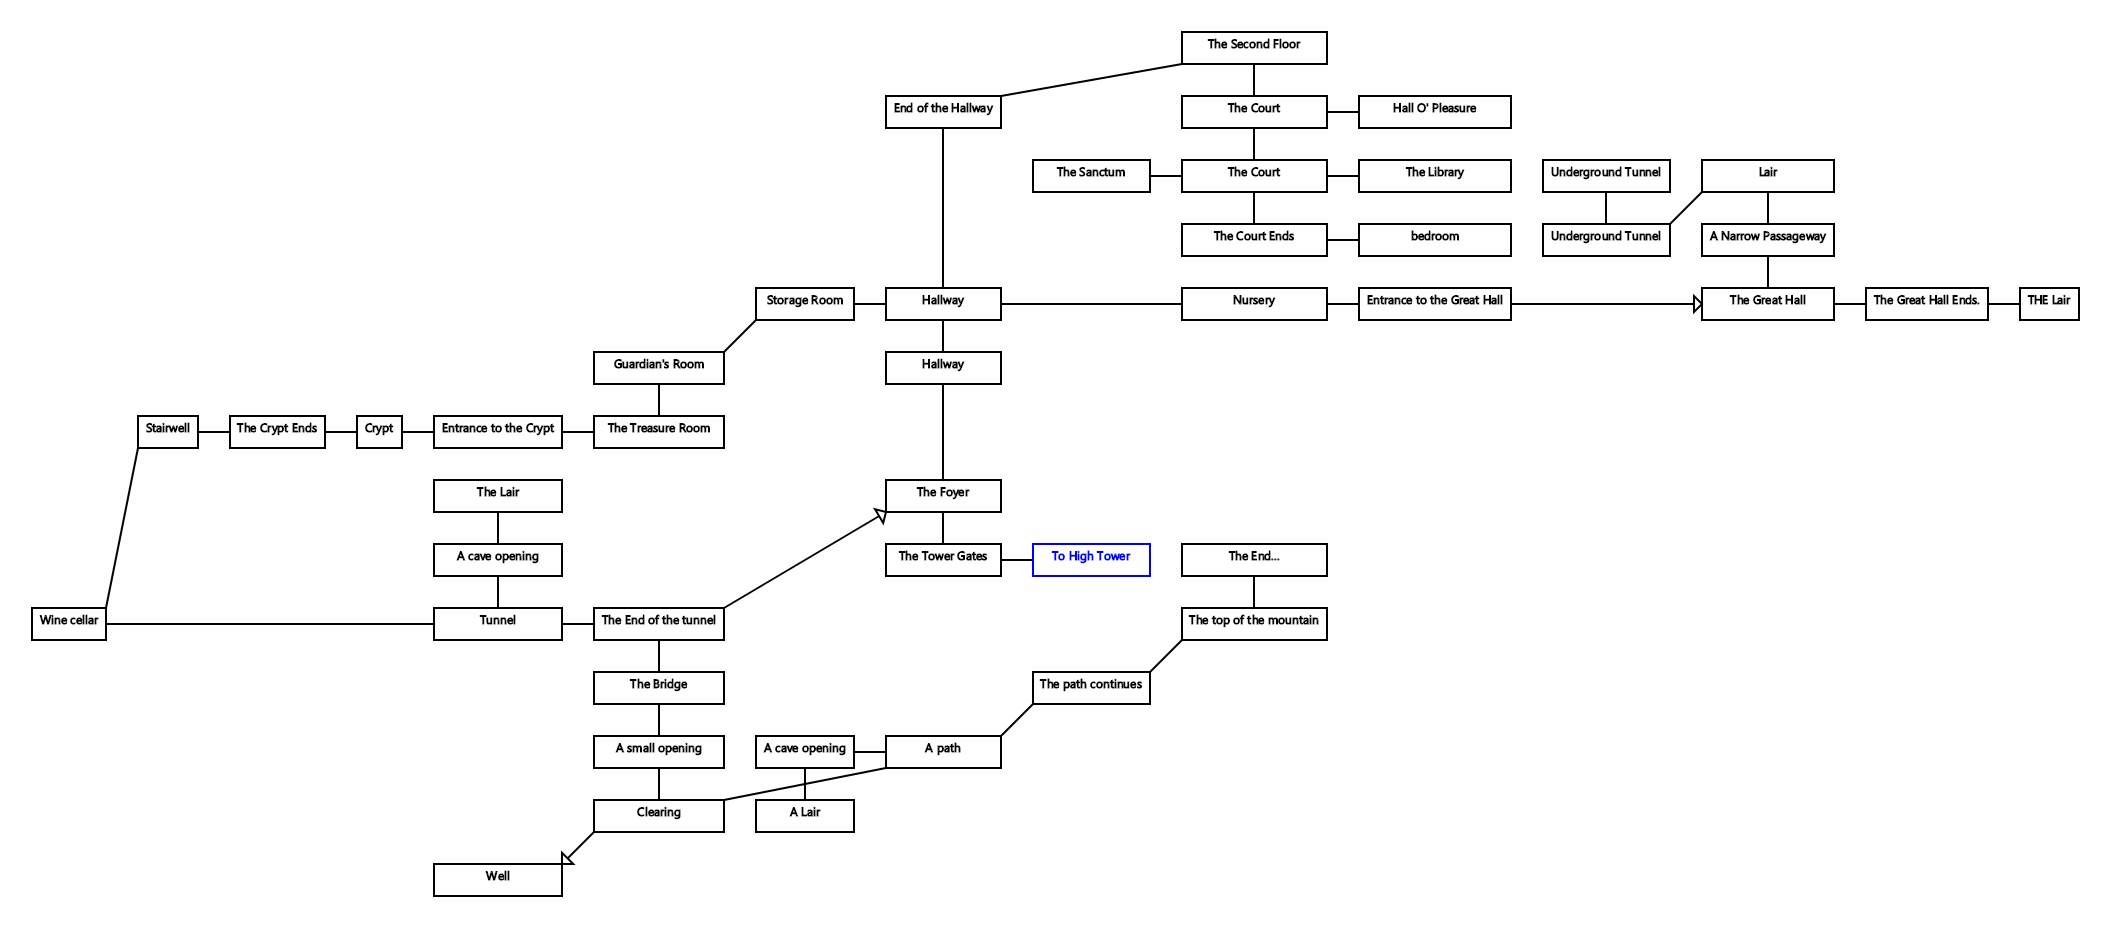 The Second Floor
End of the Hallway
The Court
Hall O' Pleasure
The Sanctum
The Court
The Library
Underground Tunnel
Lair
The Court Ends
bedroom
Underground Tunnel
A Narrow Passageway
Storage Room
Hallway
Nursery
Entrance to the Great Hall
The Great Hall
The Great Hall Ends.
THE Lair
Guardian's Room
Hallway
Stairwell
The Crypt Ends
Crypt
Entrance to the Crypt
The Treasure Room
The Lair
The Foyer
A cave opening
The Tower Gates
To High Tower
The End...
Wine cellar
Tunnel
The End of the tunnel
The top of the mountain
The Bridge
The path continues
A small opening
A cave opening
A path
Clearing
A Lair
Well